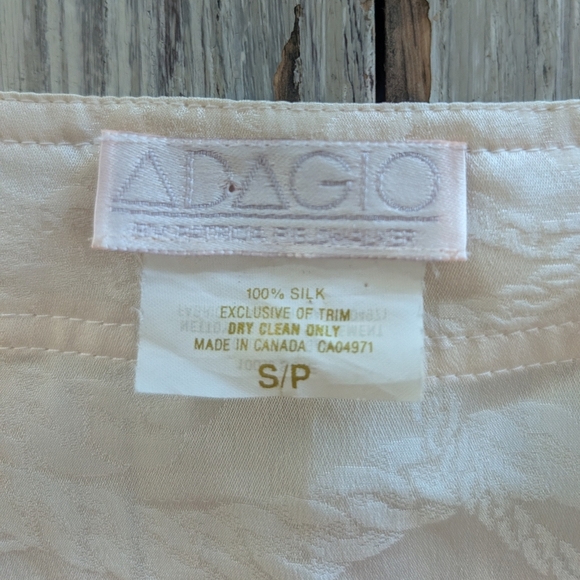 ADAGIO
100% SILK
EXCLUSIVE OF TRIM
DRY CLEAN ONLY
MADE IN CANADA CA04971
S/P